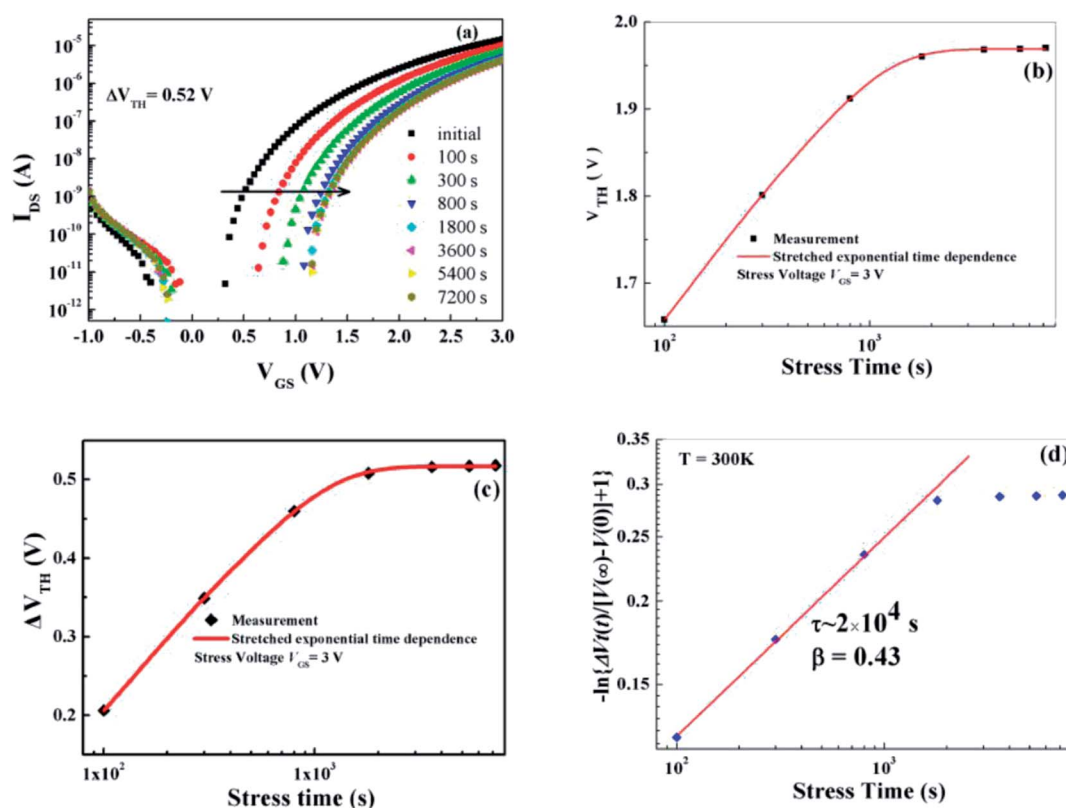 (a)
ΔV_TH = 0.52 V
initial
100 s
300 s
800 s
1800 s
3600 s
5400 s
7200 s
I_DS (A)
10^-5
10^-6
10^-7
10^-8
10^-9
10^-10
10^-11
10^-12
-1.0 -0.5 0.0 0.5 1.0 1.5 2.0 2.5 3.0
V_GS (V)
(b)
V_TH (V)
2.0
1.9
1.8
1.7
Measurement
Stretched exponential time dependence
Stress Voltage V_GS = 3 V
10^2 10^3
Stress Time (s)
(c)
ΔV_TH (V)
0.5
0.5
0.3
0.2
Measurement
Stretched exponential time dependence
Stress Voltage V_GS = 3 V
1x10^2 1x10^3
Stress time (s)
(d)
T = 300K
-ln{ΔVt(t)/[V(∞)-V(0)]+1}
0.35
0.3
0.25
0.2
0.15
τ~2×10^4 s
β = 0.43
10^2 10^3
Stress Time (s)